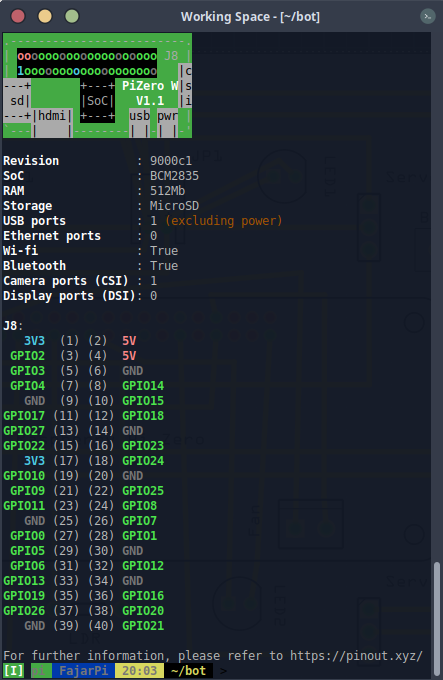 Working Space - [~/bot]
.-------------------------.
| oooooooooooooooooooo J8 |
| 1ooooooooooooooooooo   |c
---+       +---+ PiZero W |s
 sd|       |SoC|   V1.1   |i
---+|hdmi| +---+  usb pwr |
`---|    |--------| |-| |-'
Revision           : 9000c1
SoC                : BCM2835
RAM                : 512Mb
Storage            : MicroSD
USB ports          : 1 (excluding power)
Ethernet ports     : 0
Wi-fi              : True
Bluetooth          : True
Camera ports (CSI) : 1
Display ports (DSI): 0
J8:
   3V3  (1) (2)  5V
 GPIO2  (3) (4)  5V
 GPIO3  (5) (6)  GND
 GPIO4  (7) (8)  GPIO14
   GND  (9) (10) GPIO15
GPIO17 (11) (12) GPIO18
GPIO27 (13) (14) GND
GPIO22 (15) (16) GPIO23
   3V3 (17) (18) GPIO24
GPIO10 (19) (20) GND
 GPIO9 (21) (22) GPIO25
GPIO11 (23) (24) GPIO8
   GND (25) (26) GPIO7
 GPIO0 (27) (28) GPIO1
 GPIO5 (29) (30) GND
 GPIO6 (31) (32) GPIO12
GPIO13 (33) (34) GND
GPIO19 (35) (36) GPIO16
GPIO26 (37) (38) GPIO20
   GND (39) (40) GPIO21
For further information, please refer to https://pinout.xyz/
[I] FajarPi 20:03 ~/bot >